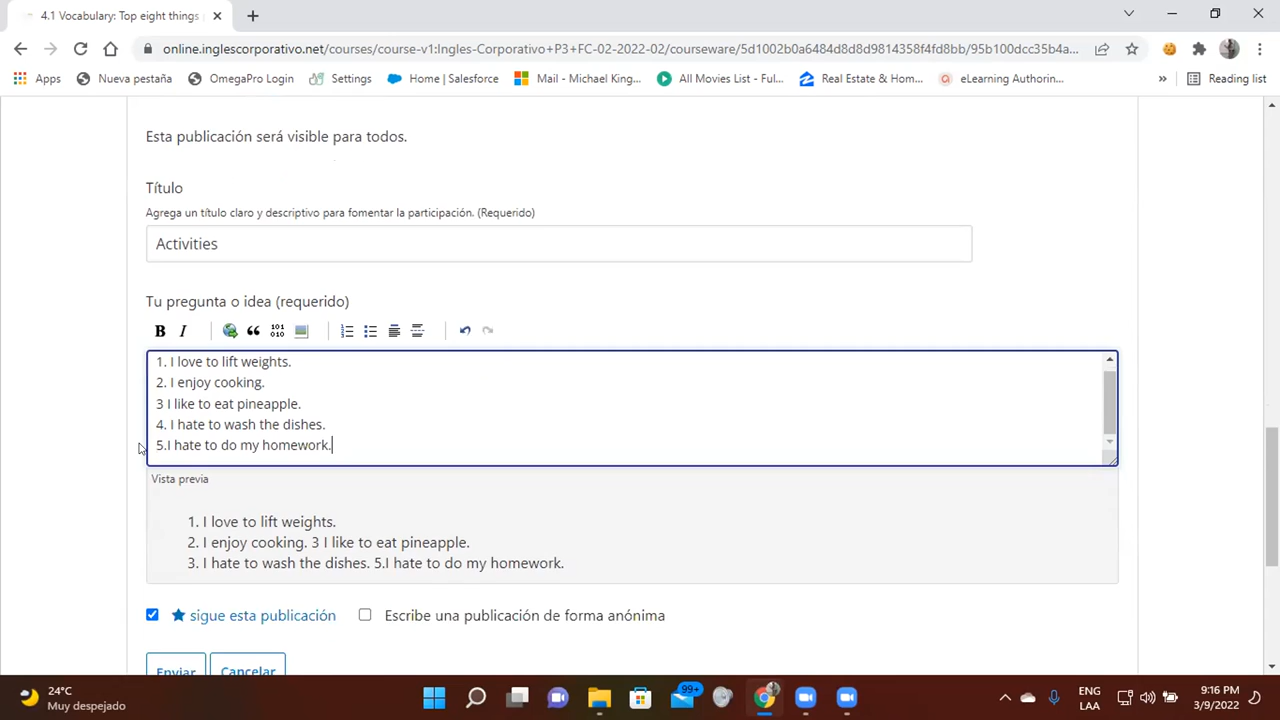 4.1 Vocabulary: Top eight things
online.inglescorporativo.net/courses/course-v1:Ingles-Corporativo+P3+FC-02-2022-02/courseware/5d1002b0a6484d8d8d9814358f4fd8bb/95b100dcc35b4a...
Apps Nueva pestaña OmegaPro Login Settings Home | Salesforce Mail - Michael King... All Movies List - Ful... Real Estate & Hom... eLearning Authorin... » Reading list
Esta publicación será visible para todos.
Título
Agrega un título claro y descriptivo para fomentar la participación. (Requerido)
Activities
Tu pregunta o idea (requerido)
B I 101 010
1. I love to lift weights.
2. I enjoy cooking.
3 I like to eat pineapple.
4. I hate to wash the dishes.
5.I hate to do my homework.
Vista previa
1. I love to lift weights.
2. I enjoy cooking. 3 I like to eat pineapple.
3. I hate to wash the dishes. 5.I hate to do my homework.
sigue esta publicación Escribe una publicación de forma anónima
Enviar Cancelar
24°C
Muy despejado
99+
ENG
LAA
9:16 PM
3/9/2022